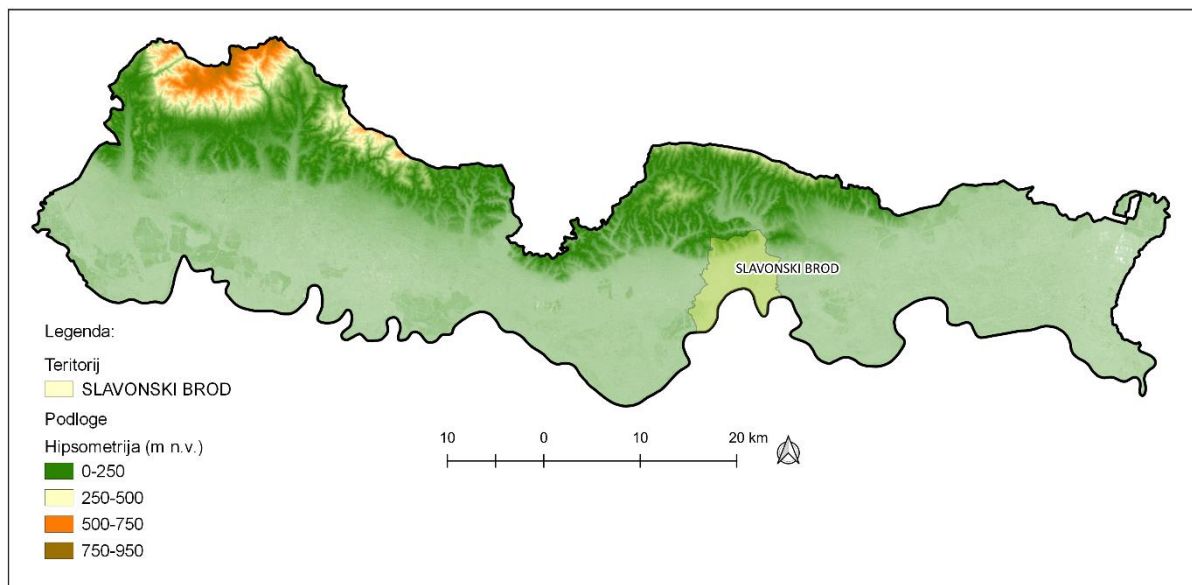 SLAVONSKI BROD
Legenda:
Teritorij
SLAVONSKI BROD
Podloge
Hipsometrija (m n.v.)
0-250
250-500
500-750
750-950
10 0 10 20 km